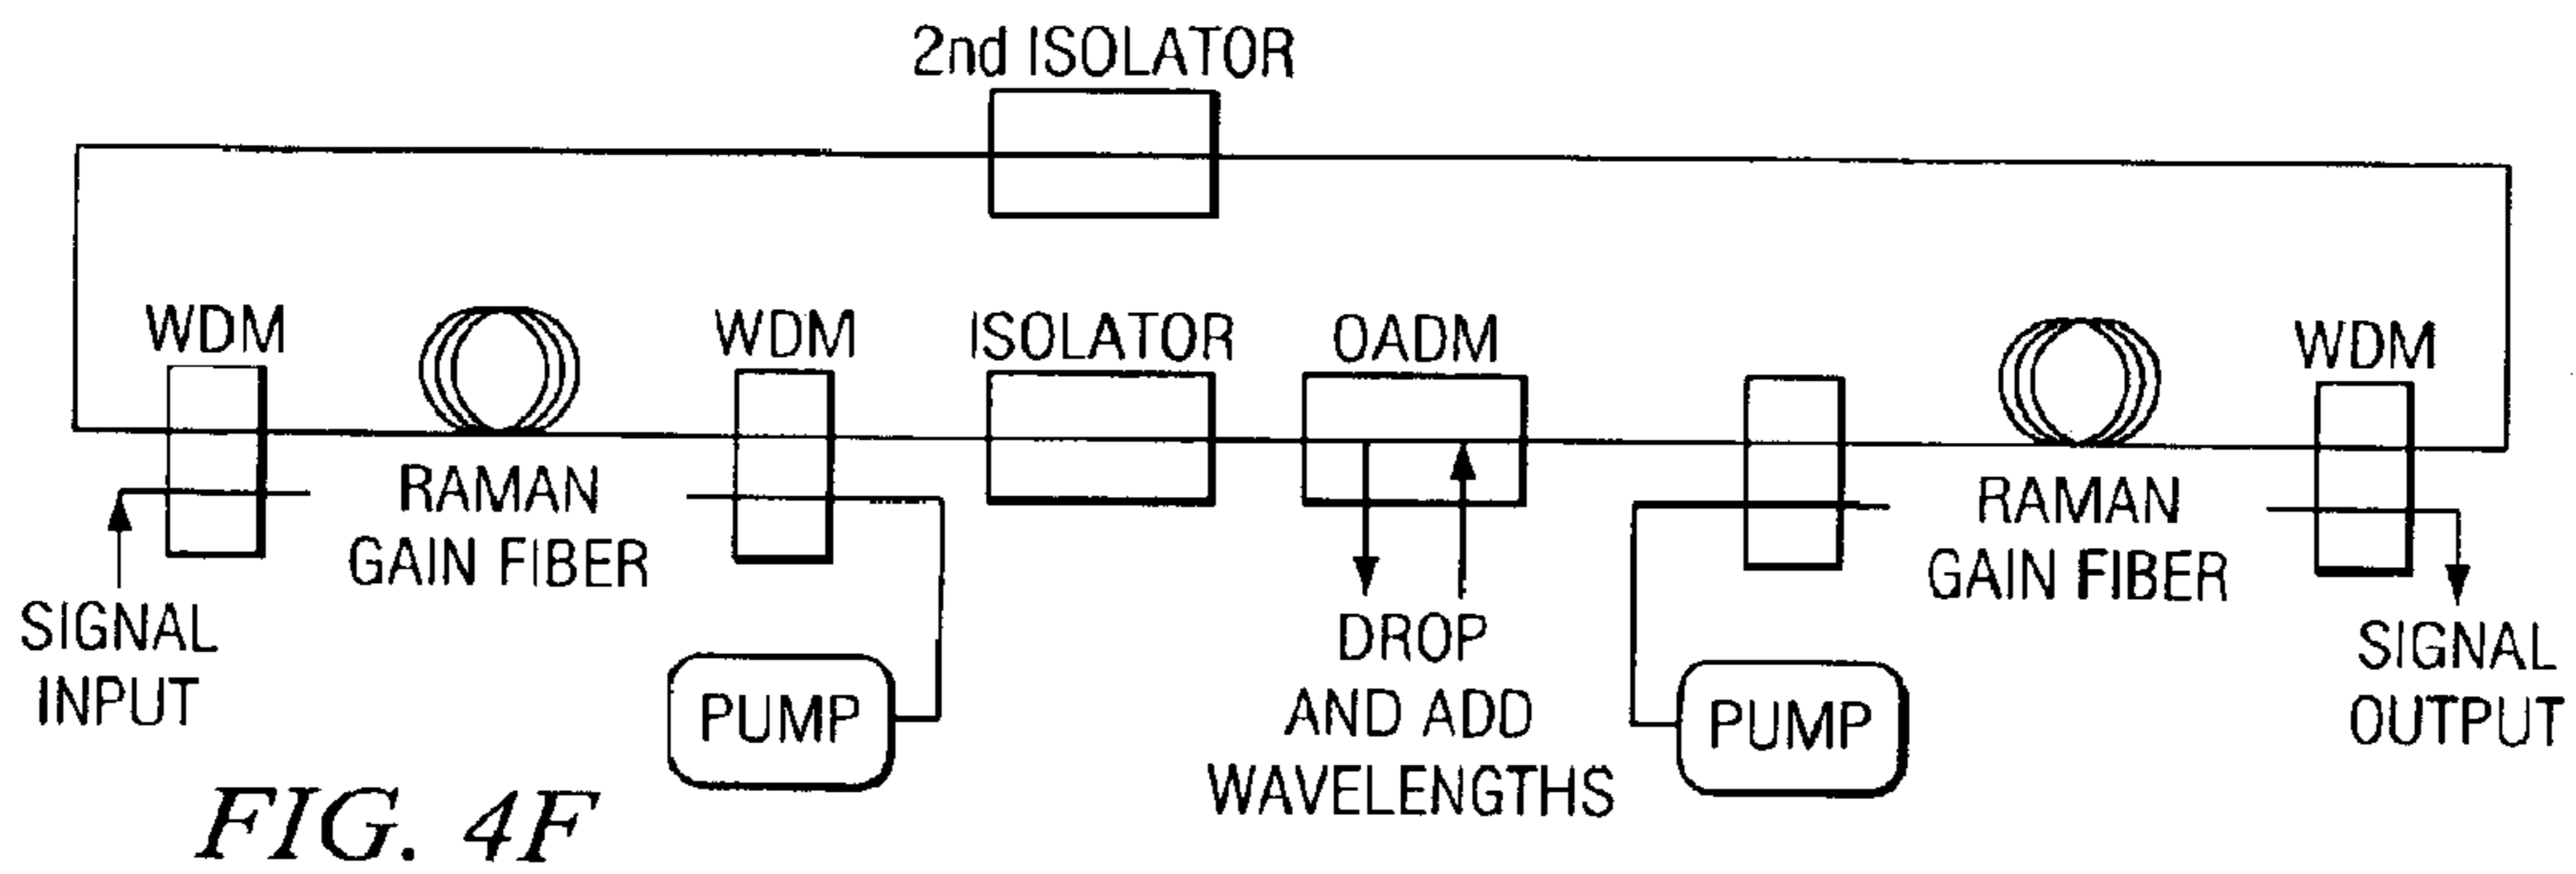 2nd ISOLATOR
WDM
WDM
ISOLATOR
OADM
WDM
RAMAN
GAIN FIBER
RAMAN
GAIN FIBER
SIGNAL
INPUT
PUMP
DROP
AND ADD
WAVELENGTHS
PUMP
SIGNAL
OUTPUT
FIG. 4F